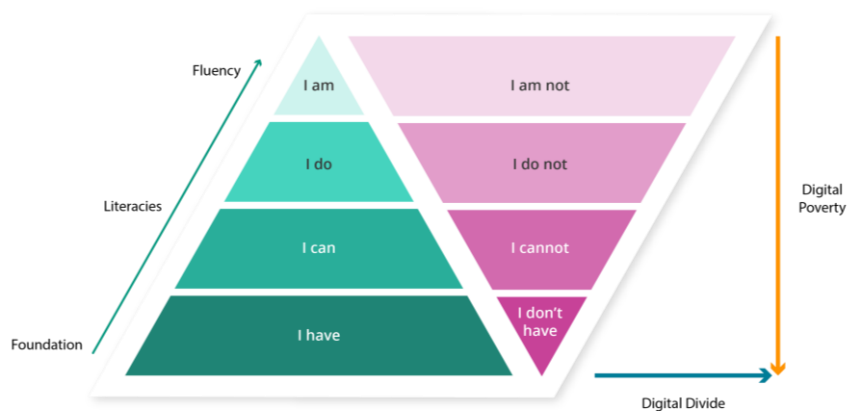 Fluency
I am
I am not
I do
I do not
Digital
Poverty
Literacies
I can
I cannot
I don't
have
I have
Foundation
Digital Divide